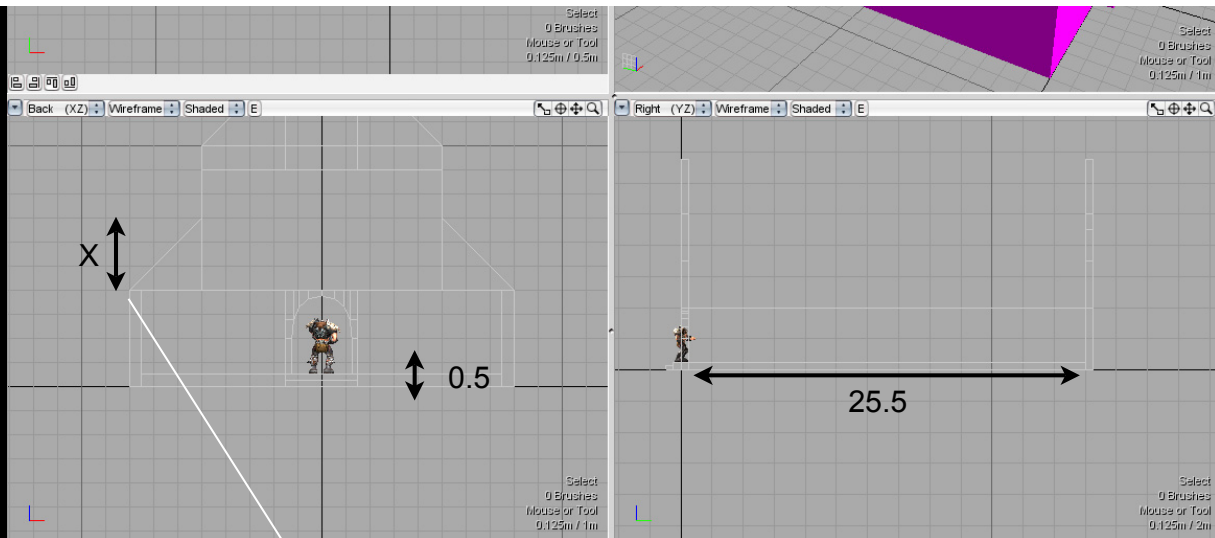 Select
0 Brushes
Mouse or Tool
0.125m / 0.5m
Select
0 Brushes
Mouse or Tool
0.125m / 1m
Back (XZ) Wireframe Shaded E
Right (YZ) Wireframe Shaded E
X
0.5
25.5
Select
0 Brushes
Mouse or Tool
0.125m / 1m
Select
0 Brushes
Mouse or Tool
0.125m / 2m